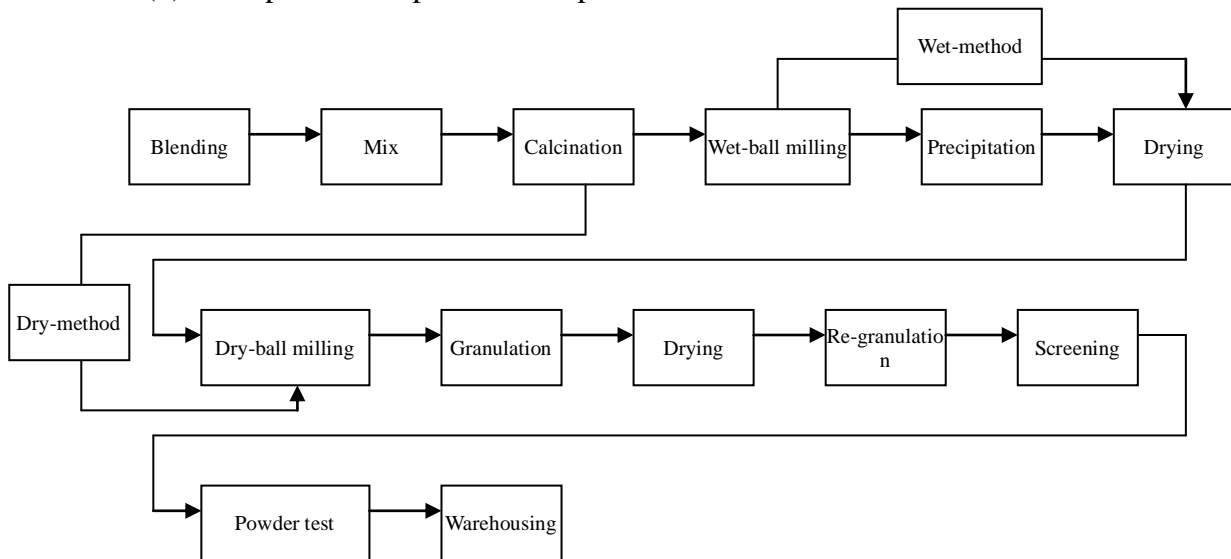 Wet-method
Blending
Mix
Calcination
Wet-ball milling
Precipitation
Drying
Dry-method
Dry-ball milling
Granulation
Drying
Re-granulatio
n
Screening
Powder test
Warehousing